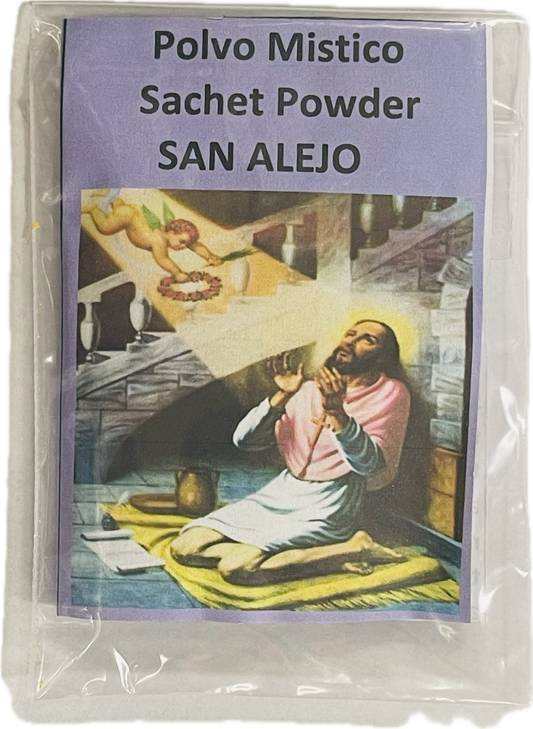 Polvo Mistico
Sachet Powder
SAN ALEJO